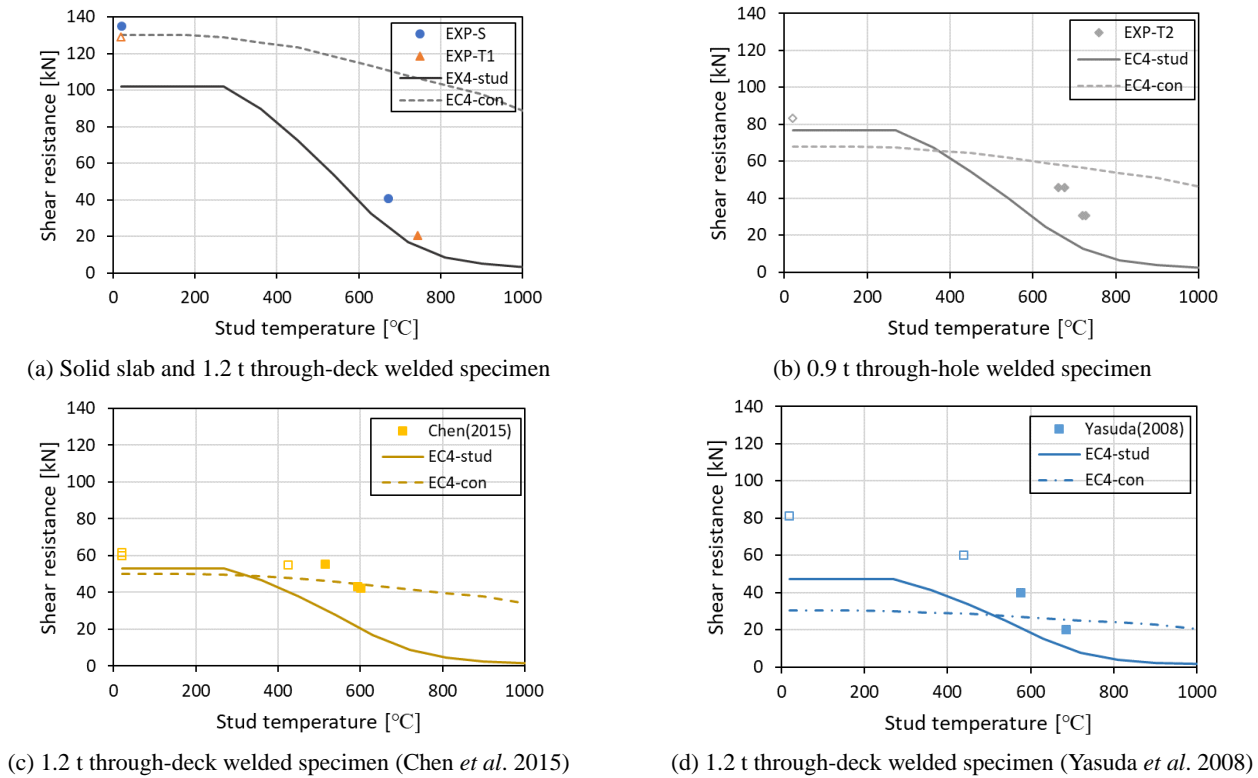 140
120
100
80
60
40
20
0
Shear resistance [kN]
EXP-S
EXP-T1
EX4-stud
EC4-con
0 200 400 600 800 1000
Stud temperature [℃]
(a) Solid slab and 1.2 t through-deck welded specimen
140
120
100
80
60
40
20
0
Shear resistance [kN]
EXP-T2
EC4-stud
EC4-con
0 200 400 600 800 1000
Stud temperature [℃]
(b) 0.9 t through-hole welded specimen
140
120
100
80
60
40
20
0
Shear resistance [kN]
Chen(2015)
EC4-stud
EC4-con
0 200 400 600 800 1000
Stud temperature [℃]
(c) 1.2 t through-deck welded specimen (Chen et al. 2015)
140
120
100
80
60
40
20
0
Shear resistance [kN]
Yasuda(2008)
EC4-stud
EC4-con
0 200 400 600 800 1000
Stud temperature [℃]
(d) 1.2 t through-deck welded specimen (Yasuda et al. 2008)